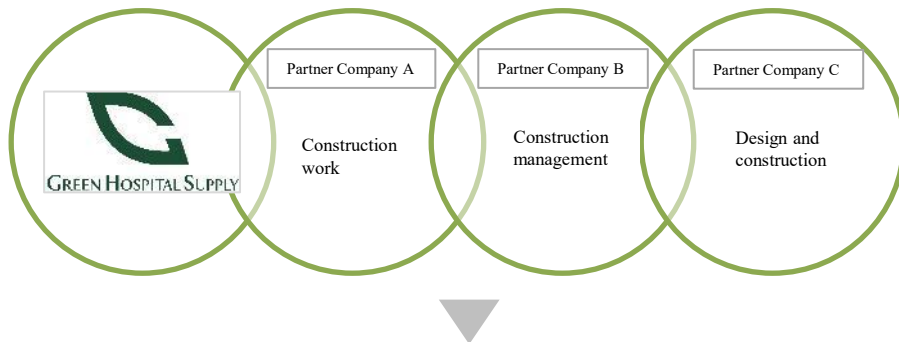 Partner Company A
Partner Company B
Partner Company C
GREEN HOSPITAL SUPPLY
Construction
work
Construction
management
Design and
construction